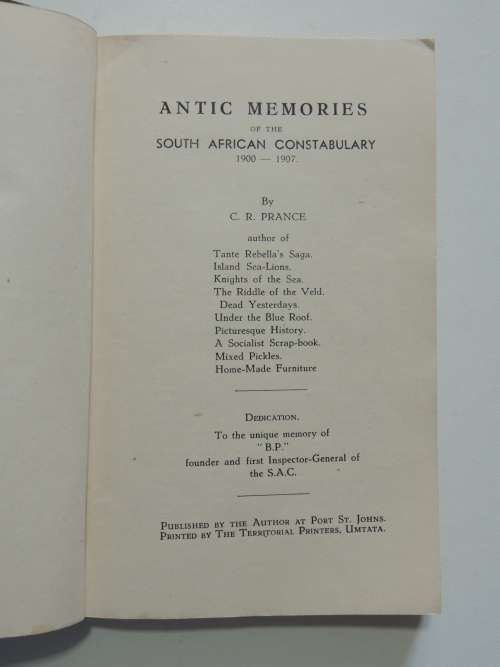 ANTIC MEMORIES
OF THE
SOUTH AFRICAN CONSTABULARY
1900 — 1907.
By
C. R. PRANCE
author of
Tante Rebella's Saga.
Island Sea-Lions.
Knights of the Sea.
The Riddle of the Veld.
Dead Yesterdays.
Under the Blue Roof.
Picturesque History.
A Socialist Scrap-book.
Mixed Pickles.
Home-Made Furniture
DEDICATION.
To the unique memory of
"B.P."
founder and first Inspector-General of
the S.A.C.
PUBLISHED BY THE AUTHOR AT PORT ST. JOHNS.
PRINTED BY THE TERRITORIAL PRINTERS, UMTATA.